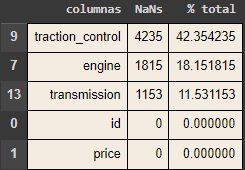 columnas NaNs % total
9 traction_control 4235 42.354235
7 engine 1815 18.151815
13 transmission 1153 11.531153
0 id 0 0.000000
1 price 0 0.000000